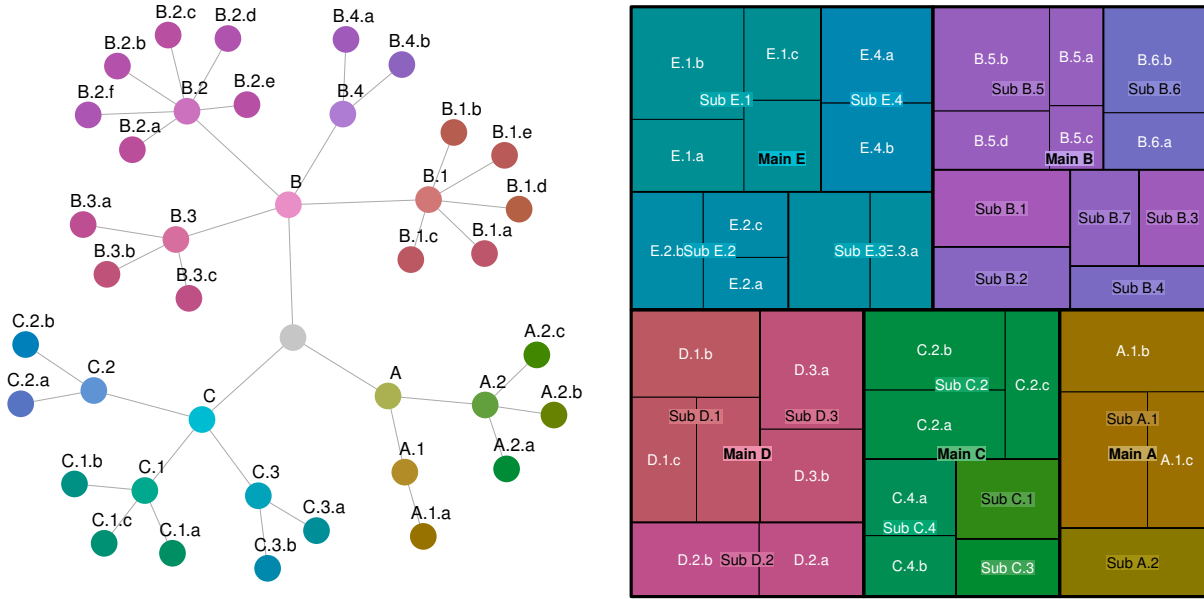 B.2.c
B.2.d
B.2.b
B.2.e
B.2
B.2.f
B.2.a
B.4.a
B.4.b
B.4
B.1.b
B.1.e
B.1
B.1.d
B.1.c
B.1.a
B
B.3.a
B.3
B.3.b
B.3.c
C.2.b
C.2
C.2.a
C
A
A.2.c
A.2
A.2.b
A.2.a
A.1
A.1.a
C.1.b
C.1
C.1.c
C.1.a
C.3
C.3.a
C.3.b
E.1.b
E.1.c
Sub E.1
E.1.a
Main E
E.4.a
Sub E.4
E.4.b
E.2.b
Sub E.2
E.2.c
E.2.a
Sub E.3
E.3.a
B.5.b
B.5.a
Sub B.5
B.5.d
B.5.c
B.6.b
Sub B.6
B.6.a
Main B
Sub B.1
Sub B.7
Sub B.3
Sub B.2
Sub B.4
D.1.b
Sub D.1
D.1.c
D.3.a
Sub D.3
D.3.b
Main D
D.2.b
Sub D.2
D.2.a
C.2.b
Sub C.2
C.2.c
C.2.a
Main C
C.4.a
Sub C.4
C.4.b
Sub C.1
Sub C.3
A.1.b
Sub A.1
Main A
A.1.c
Sub A.2